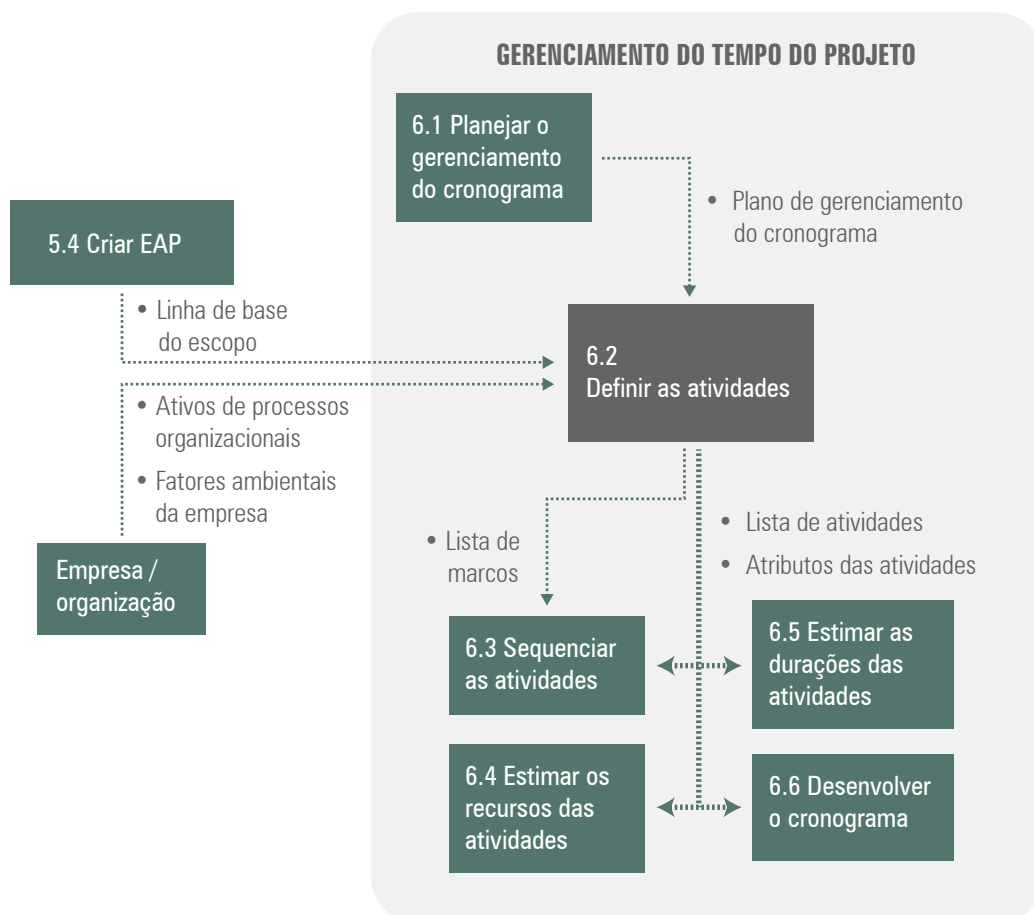 GERENCIAMENTO DO TEMPO DO PROJETO
6.1 Planejar o
gerenciamento
do cronograma
• Plano de gerenciamento
do cronograma
5.4 Criar EAP
• Linha de base
do escopo
6.2
Definir as atividades
• Ativos de processos
organizacionais
• Fatores ambientais
da empresa
Empresa /
organização
• Lista de
marcos
• Lista de atividades
• Atributos das atividades
6.3 Sequenciar
as atividades
6.5 Estimar as
durações das
atividades
6.4 Estimar os
recursos das
atividades
6.6 Desenvolver
o cronograma